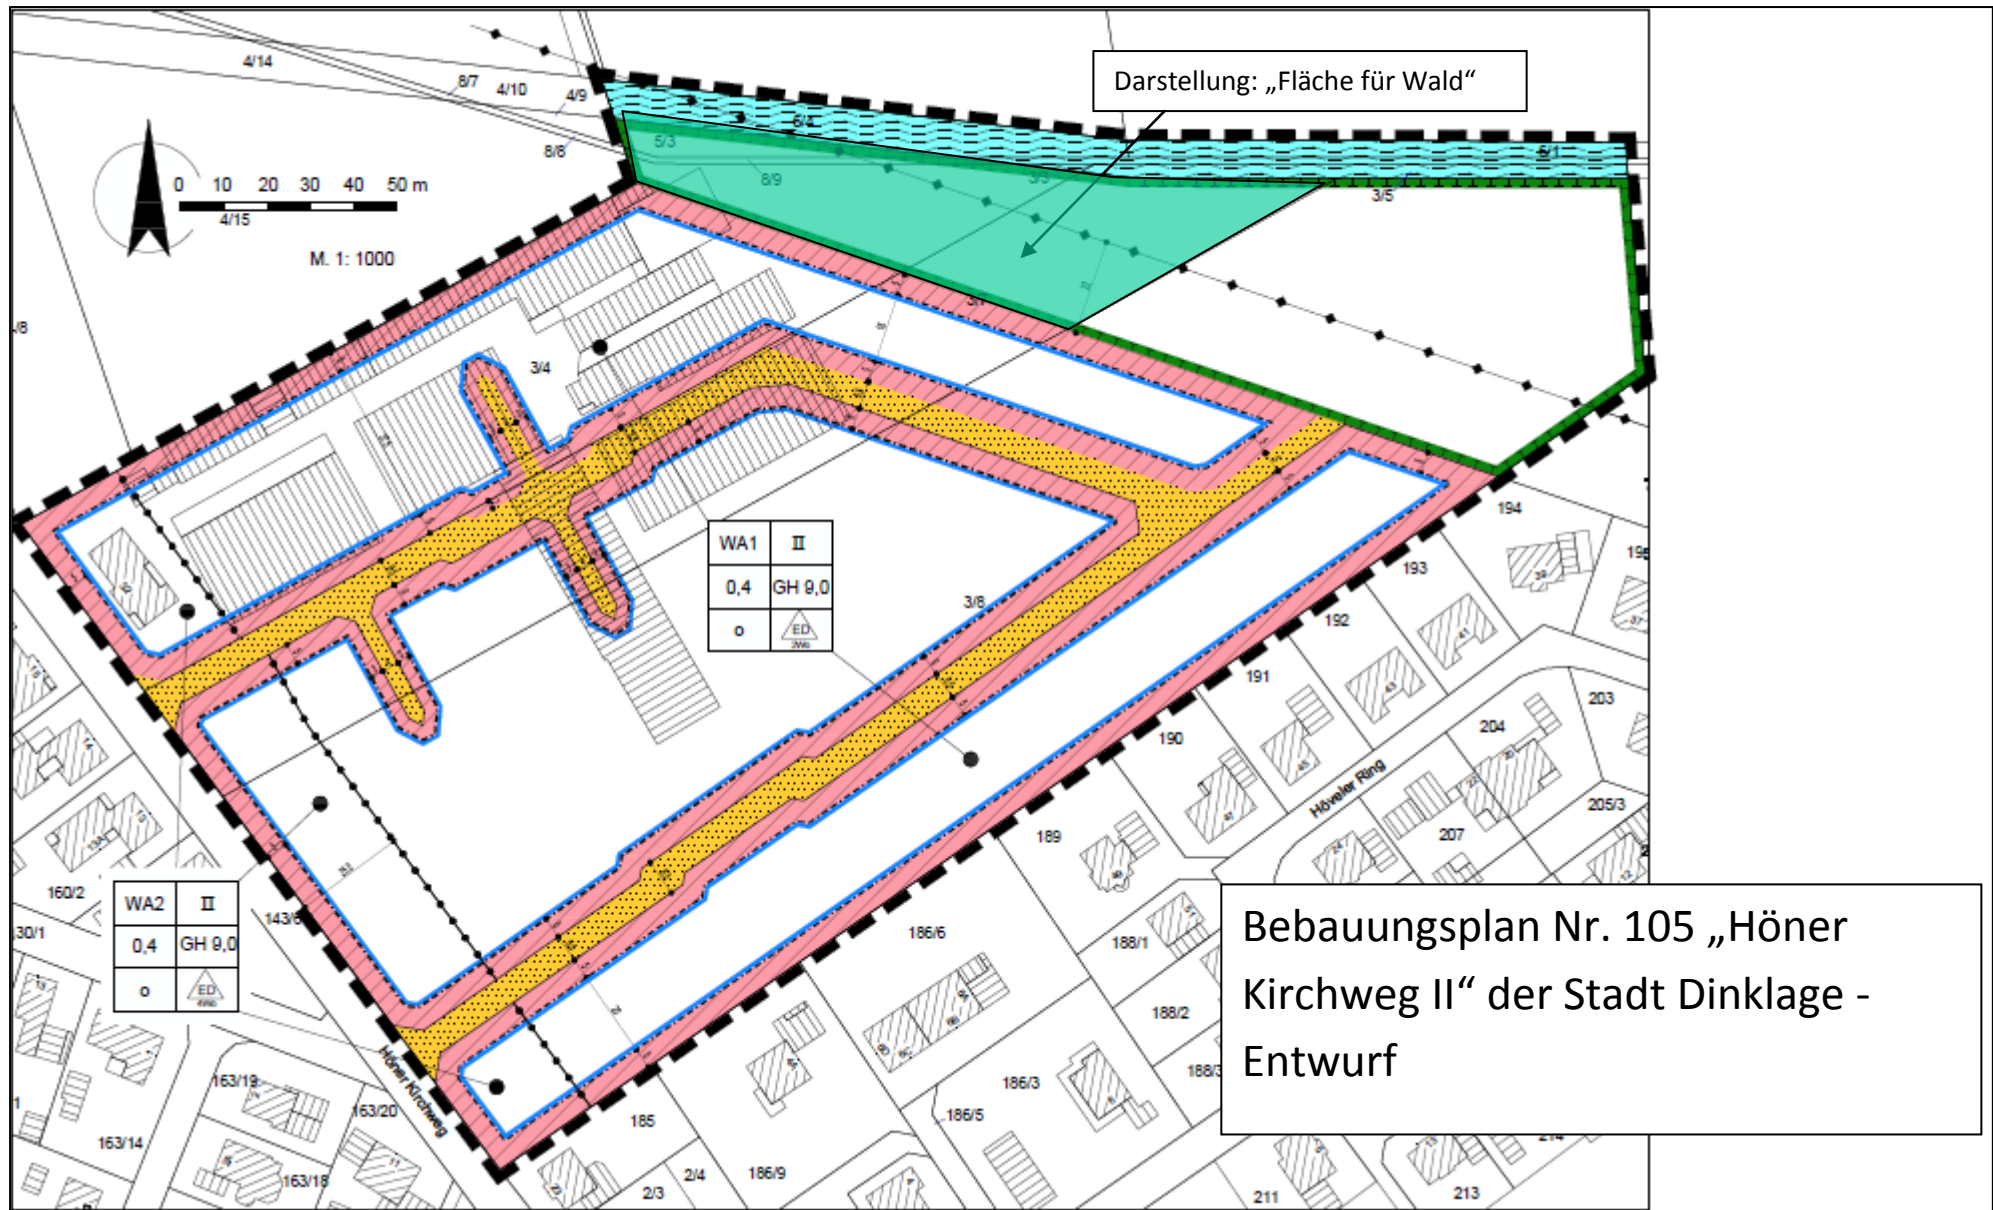 Darstellung: „Fläche für Wald“
4/14
8/7
4/10
4/9
8/8
5/3
8/9
3/5
0 10 20 30 40 50 m
4/15
M. 1: 1000
3/4
WA1 II
0,4 GH 9,0
o ED
3/8
194
193
192
191
190
189
203
204
205/3
207
Höveler Ring
160/2
WA2 II
0,4 GH 9,0
o ED
30/1
186/6
188/1
188/2
186/3
186/5
186/9
185
2/4
2/3
163/19
163/20
163/14
163/18
Höner Kirchweg
211
213
Bebauungsplan Nr. 105 „Höner
Kirchweg II“ der Stadt Dinklage -
Entwurf